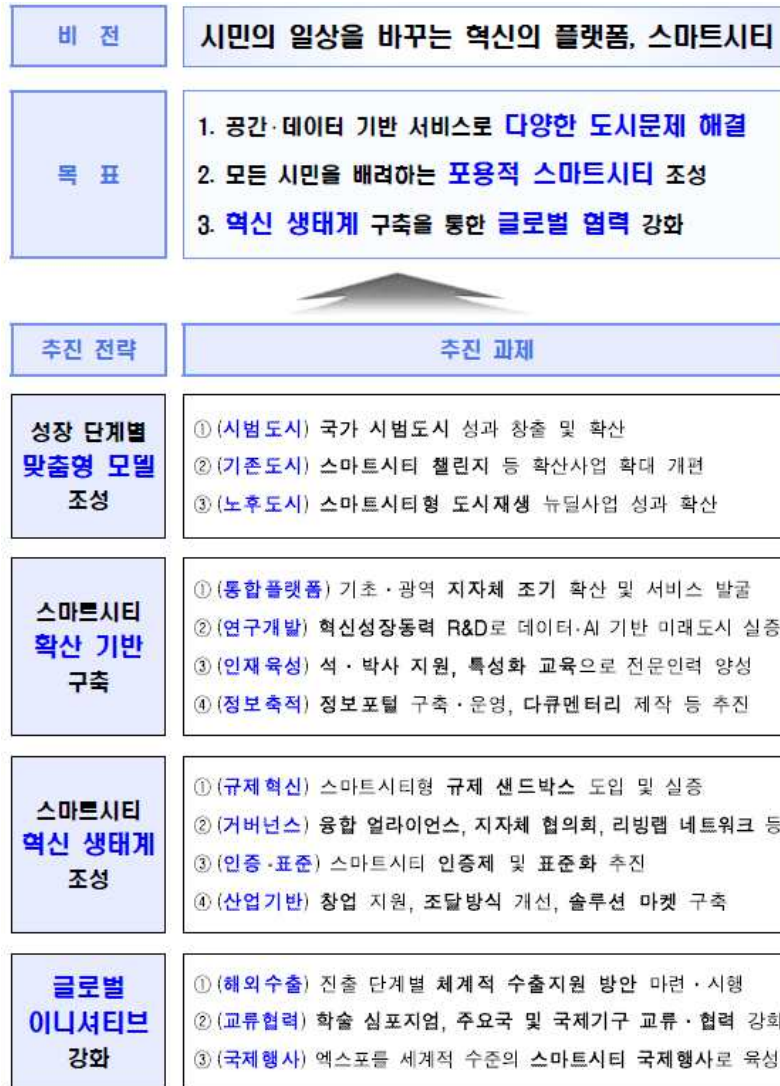 비 전
시민의 일상을 바꾸는 혁신의 플랫폼, 스마트시티
목 표
1. 공간·데이터 기반 서비스로 다양한 도시문제 해결
2. 모든 시민을 배려하는 포용적 스마트시티 조성
3. 혁신 생태계 구축을 통한 글로벌 협력 강화
추진 전략
추진 과제
성장 단계별
맞춤형 모델
조성
①(시범도시) 국가 시범도시 성과 창출 및 확산
②(기존도시) 스마트시티 챌린지 등 확산사업 확대 개편
③(노후도시) 스마트시티형 도시재생 뉴딜사업 성과 확산
스마트시티
확산 기반
구축
①(통합플랫폼) 기초·광역 지자체 조기 확산 및 서비스 발굴
②(연구개발) 혁신성장동력 R&D로 데이터·AI 기반 미래도시 실증
③(인재육성) 석·박사 지원, 특성화 교육으로 전문인력 양성
④(정보축적) 정보포털 구축·운영, 다큐멘터리 제작 등 추진
스마트시티
혁신 생태계
조성
①(규제혁신) 스마트시티형 규제 샌드박스 도입 및 실증
②(거버넌스) 융합 얼라이언스, 지자체 협의회, 리빙랩 네트워크 등
③(인증·표준) 스마트시티 인증제 및 표준화 추진
④(산업기반) 창업 지원, 조달방식 개선, 솔루션 마켓 구축
글로벌
이니셔티브
강화
①(해외수출) 진출 단계별 체계적 수출지원 방안 마련·시행
②(교류협력) 학술 심포지엄, 주요국 및 국제기구 교류·협력 강화
③(국제행사) 엑스포를 세계적 수준의 스마트시티 국제행사로 육성